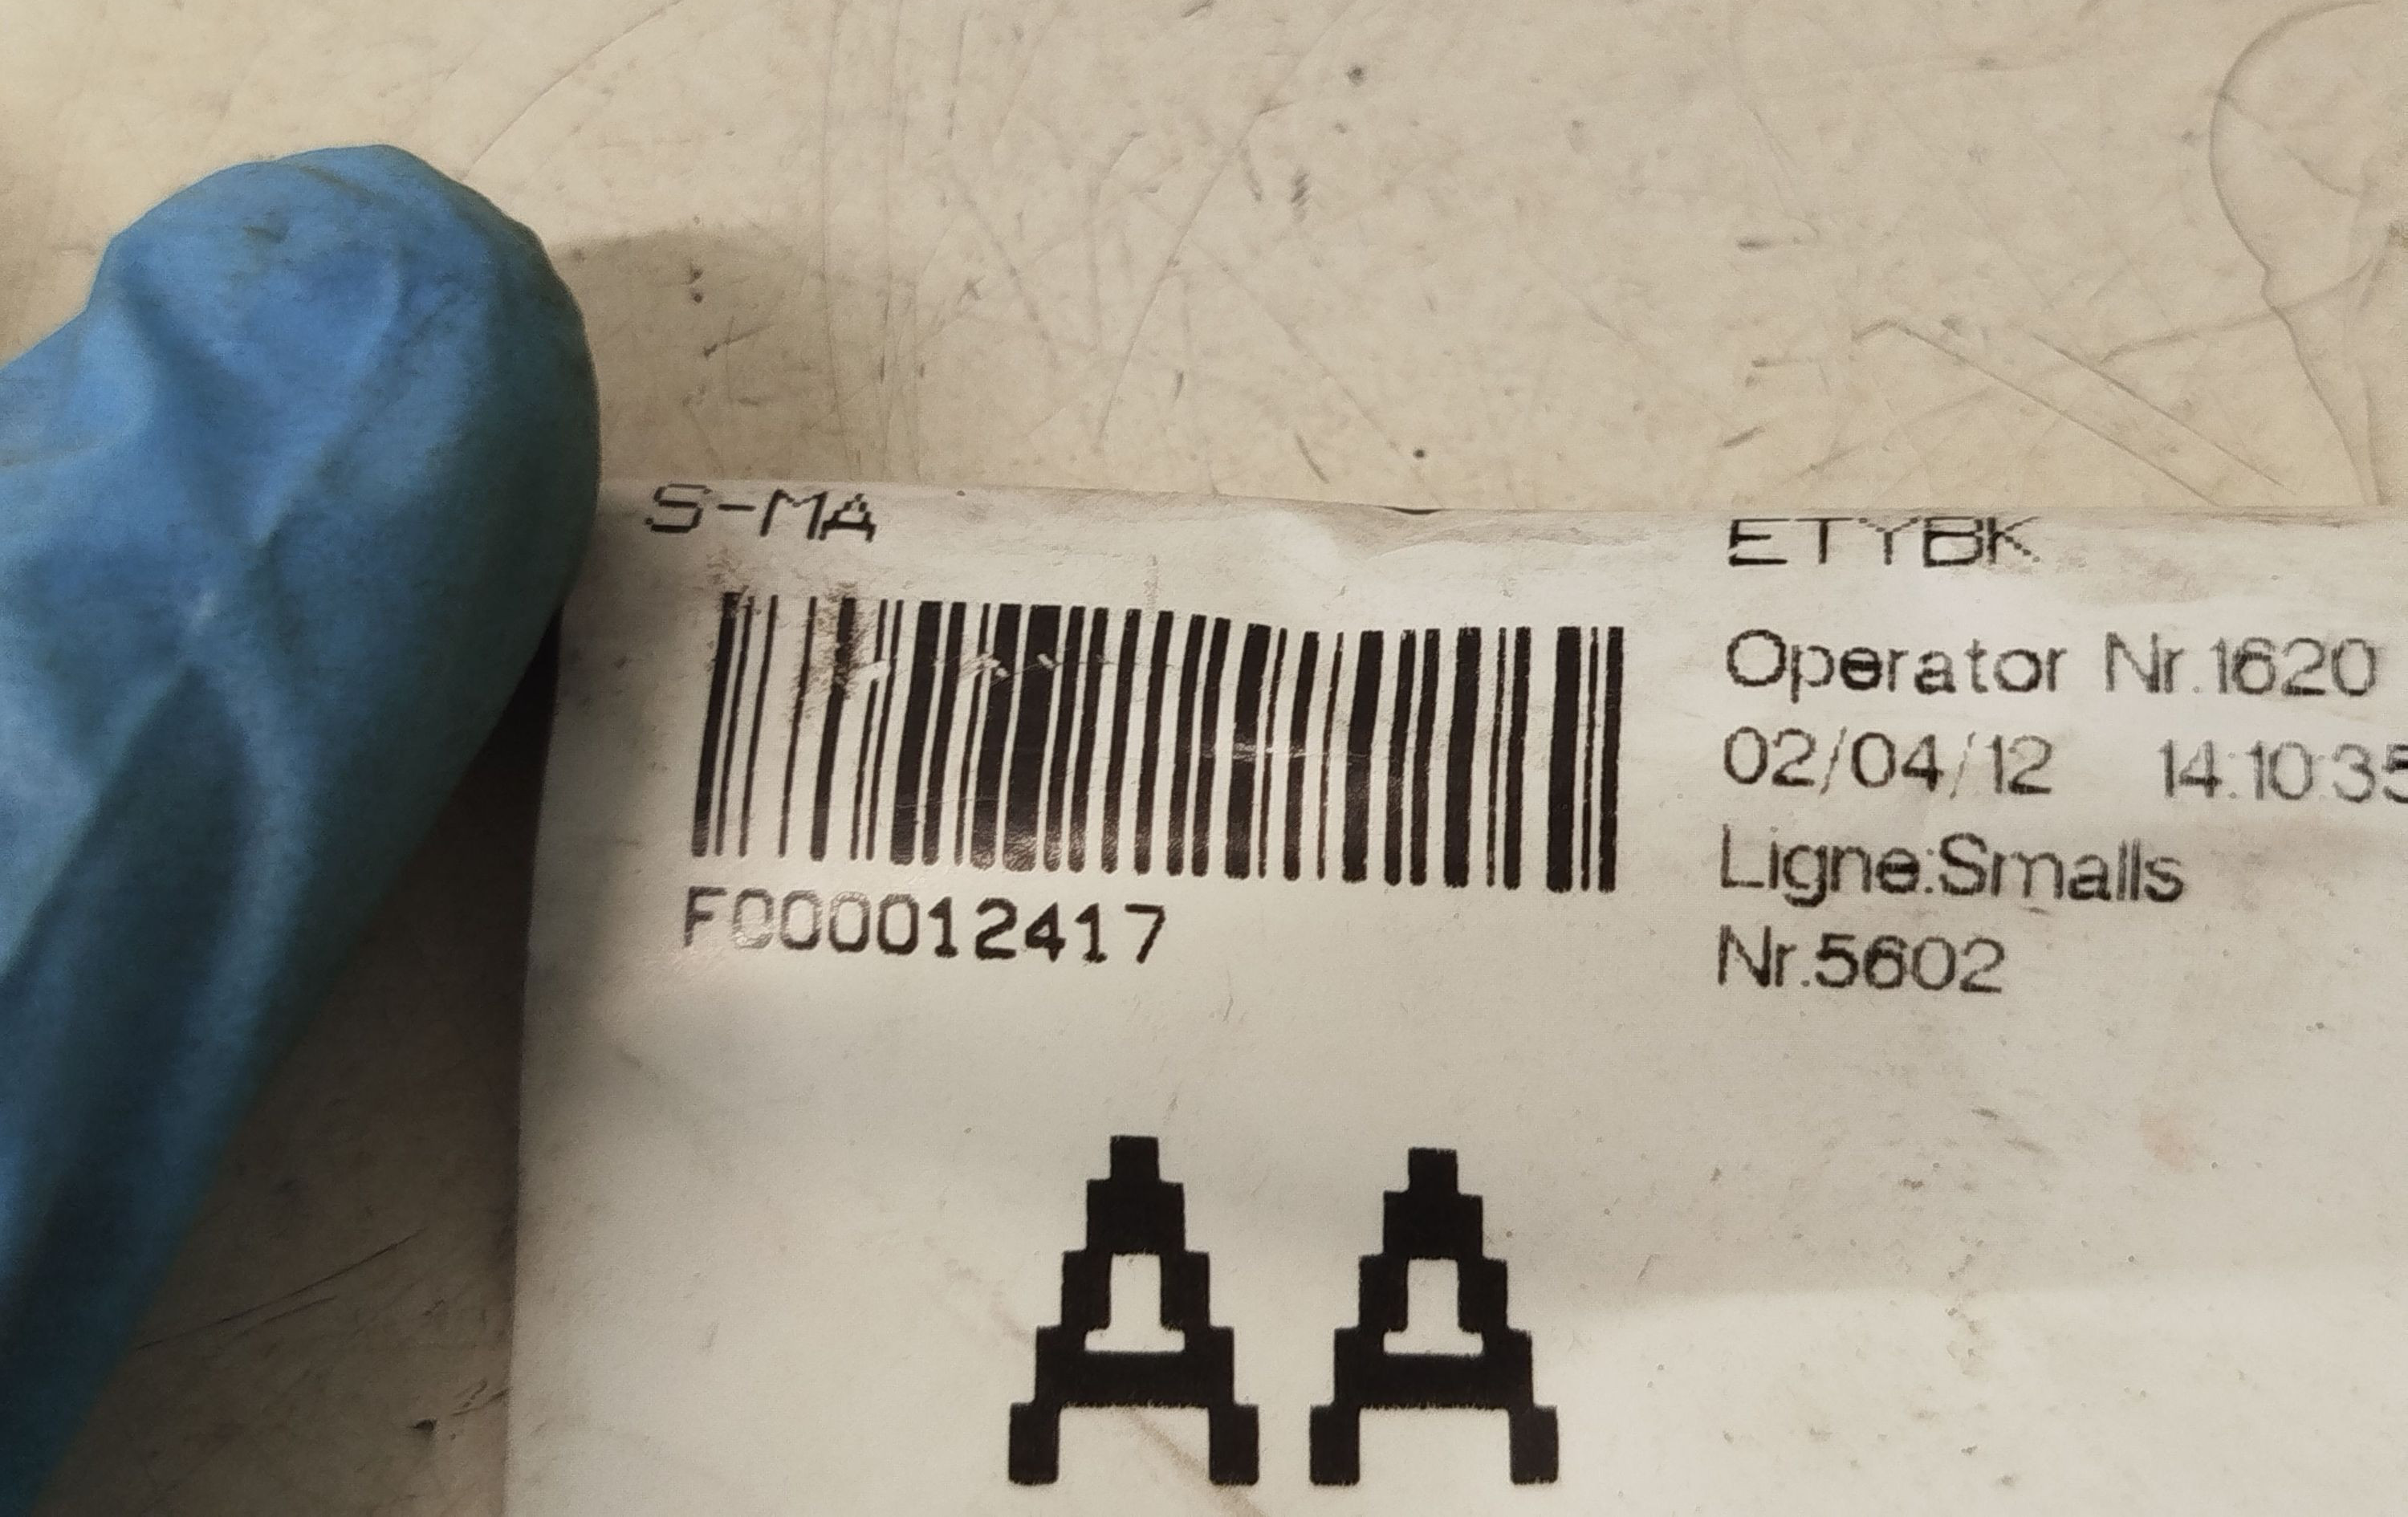 S-MA
F000012417
ETYBK
Operator Nr.1620
02/04/12 14:10:35
Ligne:Smalls
Nr.5602
AA